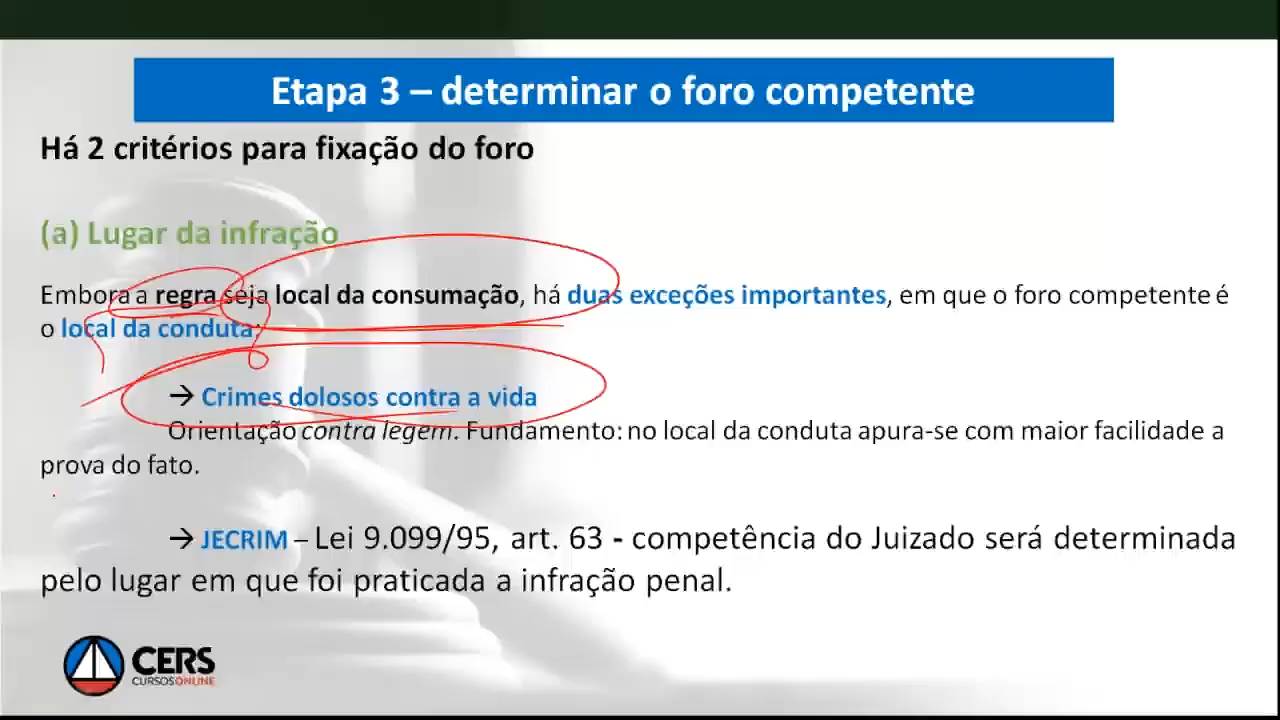 Etapa 3 – determinar o foro competente
Há 2 critérios para fixação do foro
(a) Lugar da infração
Embora a regra seja local da consumação, há duas exceções importantes, em que o foro competente é
o local da conduta:
→ Crimes dolosos contra a vida
Orientação contra legem. Fundamento: no local da conduta apura-se com maior facilidade a
prova do fato.
→ JECRIM – Lei 9.099/95, art. 63 - competência do Juizado será determinada
pelo lugar em que foi praticada a infração penal.
CERS
CURSOS ONLINE